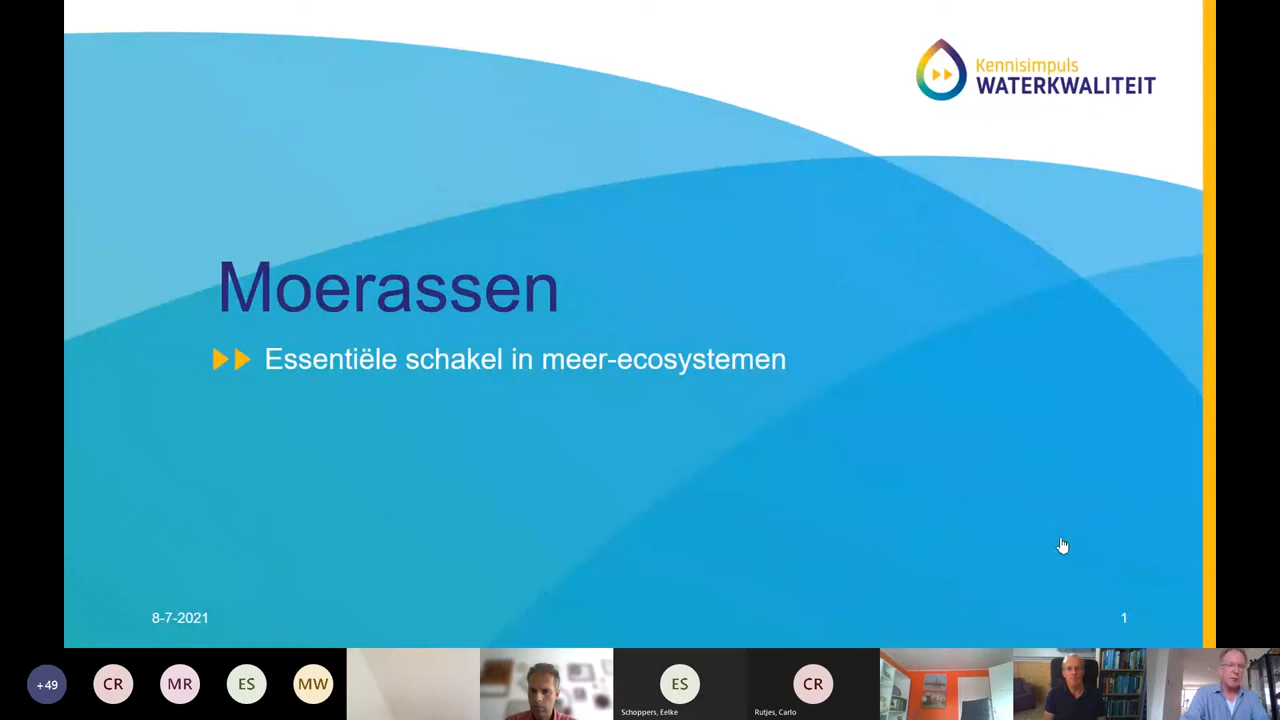 Kennisimpuls
WATERKWALITEIT
Moerassen
Essentiële schakel in meer-ecosystemen
8-7-2021
1
+49
CR
MR
ES
MW
ES
CR
Schoppers, Eelke
Rutjes, Carlo